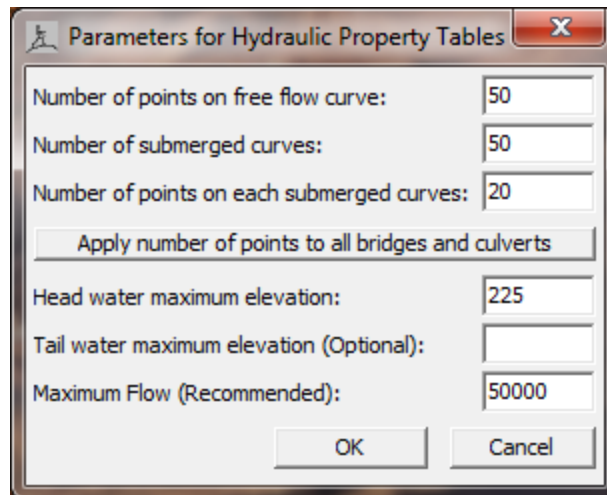 Parameters for Hydraulic Property Tables
Number of points on free flow curve: 50
Number of submerged curves: 50
Number of points on each submerged curves: 20
Apply number of points to all bridges and culverts
Head water maximum elevation: 225
Tail water maximum elevation (Optional):
Maximum Flow (Recommended): 50000
OK Cancel